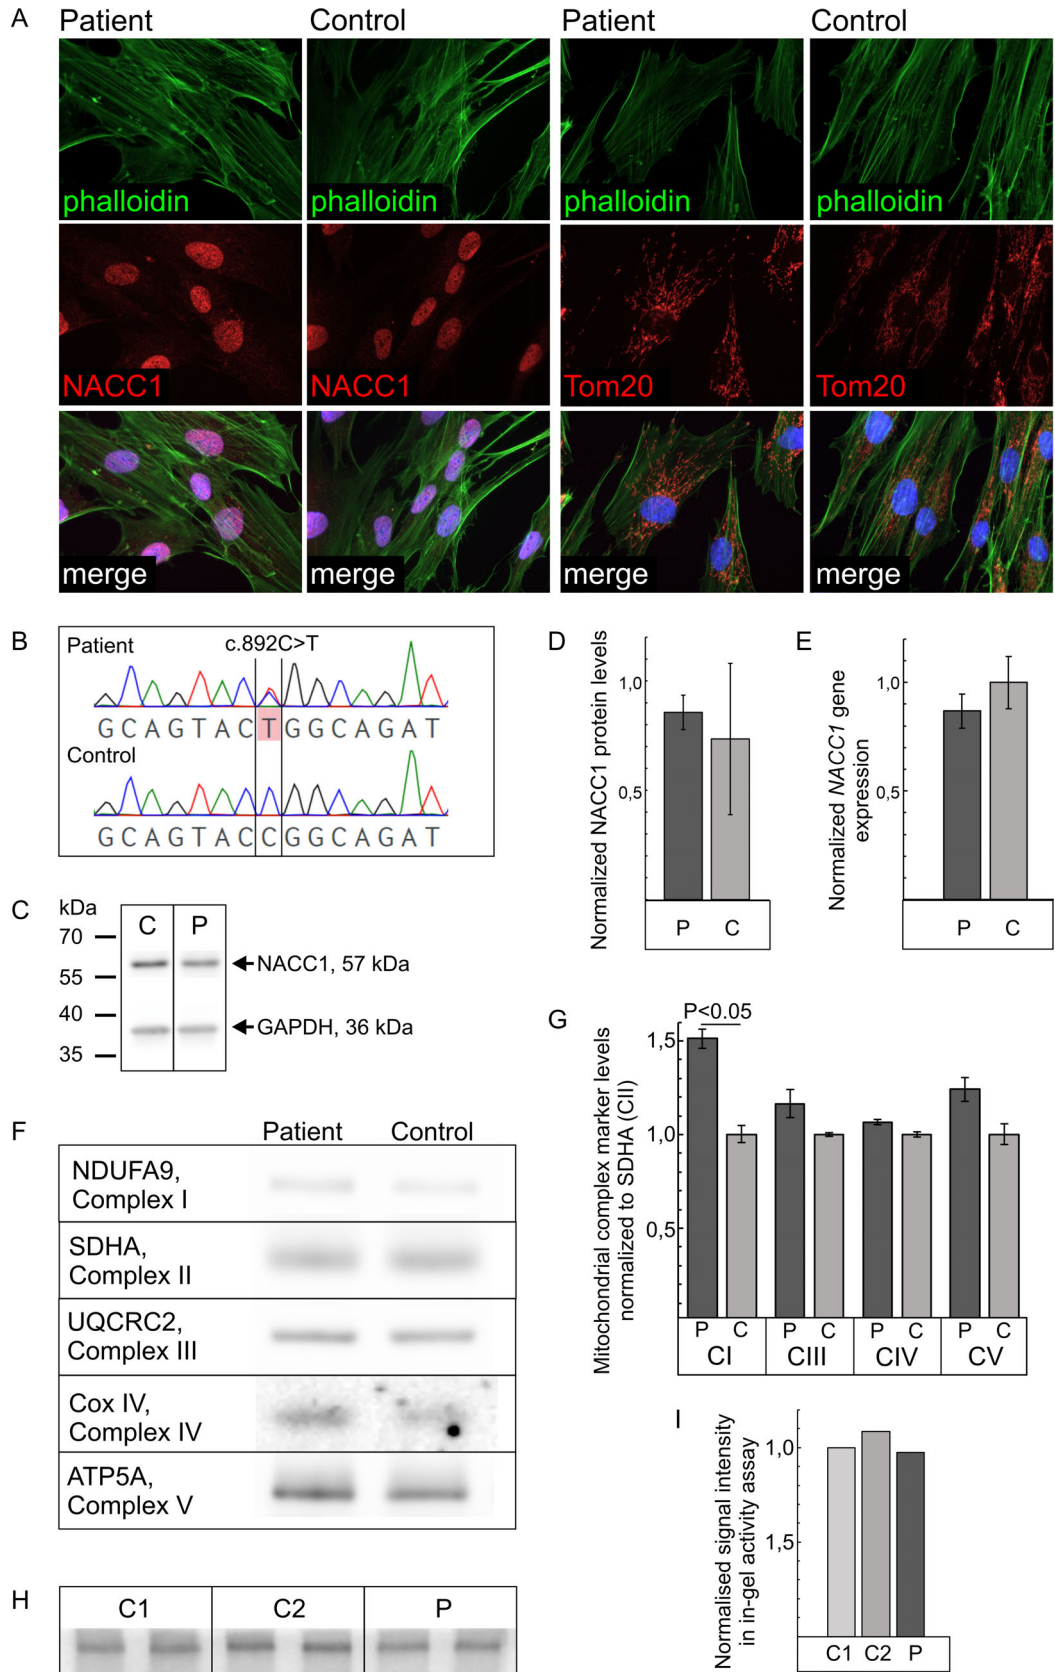 A
Patient
Control
Patient
Control
phalloidin
phalloidin
phalloidin
phalloidin
NACC1
NACC1
Tom20
Tom20
merge
merge
merge
merge
B
Patient
c.892C>T
G C A G T A C T G G C A G A T
Control
G C A G T A C C G G C A G A T
C
kDa
C
P
70
55
40
35
NACC1, 57 kDa
GAPDH, 36 kDa
D
Normalized NACC1 protein levels
1,0
0,5
P
C
E
Normalized NACC1 gene
expression
1,0
0,5
P
C
F
Patient
Control
NDUFA9,
Complex I
SDHA,
Complex II
UQCRC2,
Complex III
Cox IV,
Complex IV
ATP5A,
Complex V
G
Mitochondrial complex marker levels
normalized to SDHA (CII)
P<0.05
1,5
1,0
0,5
P C P C P C P C
CI CIII CIV CV
H
C1
C2
P
I
Normalised signal intensity
in in-gel activity assay
1,0
1,5
C1 C2 P